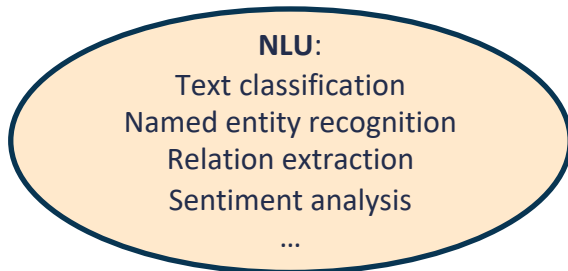 NLU:
Text classification
Named entity recognition
Relation extraction
Sentiment analysis
...